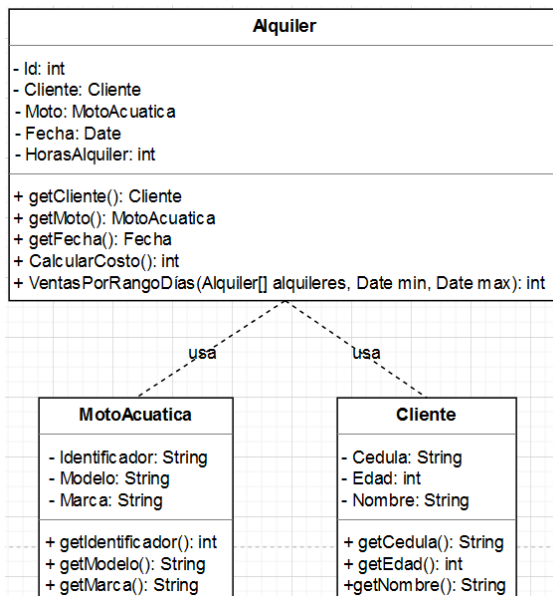 Alquiler
- Id: int
- Cliente: Cliente
- Moto: MotoAcuatica
- Fecha: Date
- HorasAlquiler: int
+ getCliente(): Cliente
+ getMoto(): MotoAcuatica
+ getFecha(): Fecha
+ CalcularCosto(): int
+ VentasPorRangoDías(Alquiler[] alquileres, Date min, Date max): int
usa
usa
MotoAcuatica
- Identificador: String
- Modelo: String
- Marca: String
+ getIdentificador(): int
+ getModelo(): String
+ getMarca(): String
Cliente
- Cedula: String
- Edad: int
- Nombre: String
+ getCedula(): String
+ getEdad(): int
+getNombre(): String